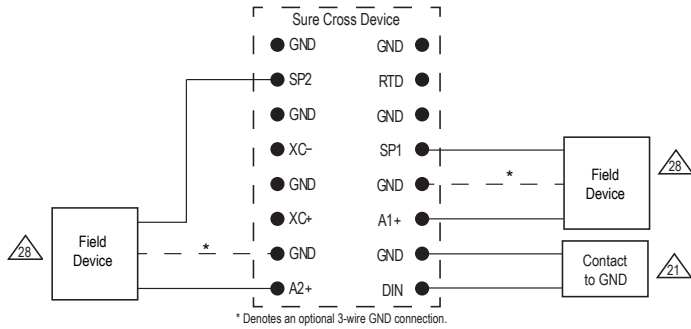 Sure Cross Device
GND GND
SP2 RTD
GND GND
XC– SP1
GND GND
XC+ A1+
GND GND
A2+ DIN
*
Field
Device
28
*
Field
Device
28
Contact
to GND
21
* Denotes an optional 3-wire GND connection.